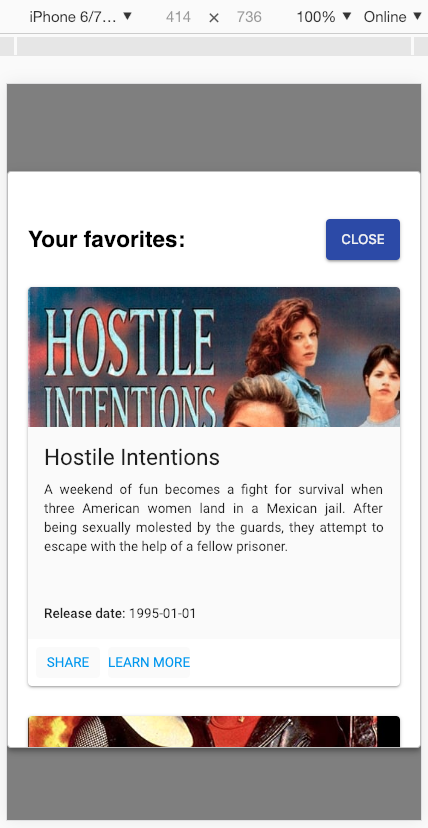 iPhone 6/7... ▼ 414 × 736 100% ▼ Online ▼
Your favorites:
CLOSE
HOSTILE
INTENTIONS
Hostile Intentions
A weekend of fun becomes a fight for survival when
three American women land in a Mexican jail. After
being sexually molested by the guards, they attempt to
escape with the help of a fellow prisoner.
Release date: 1995-01-01
SHARE LEARN MORE